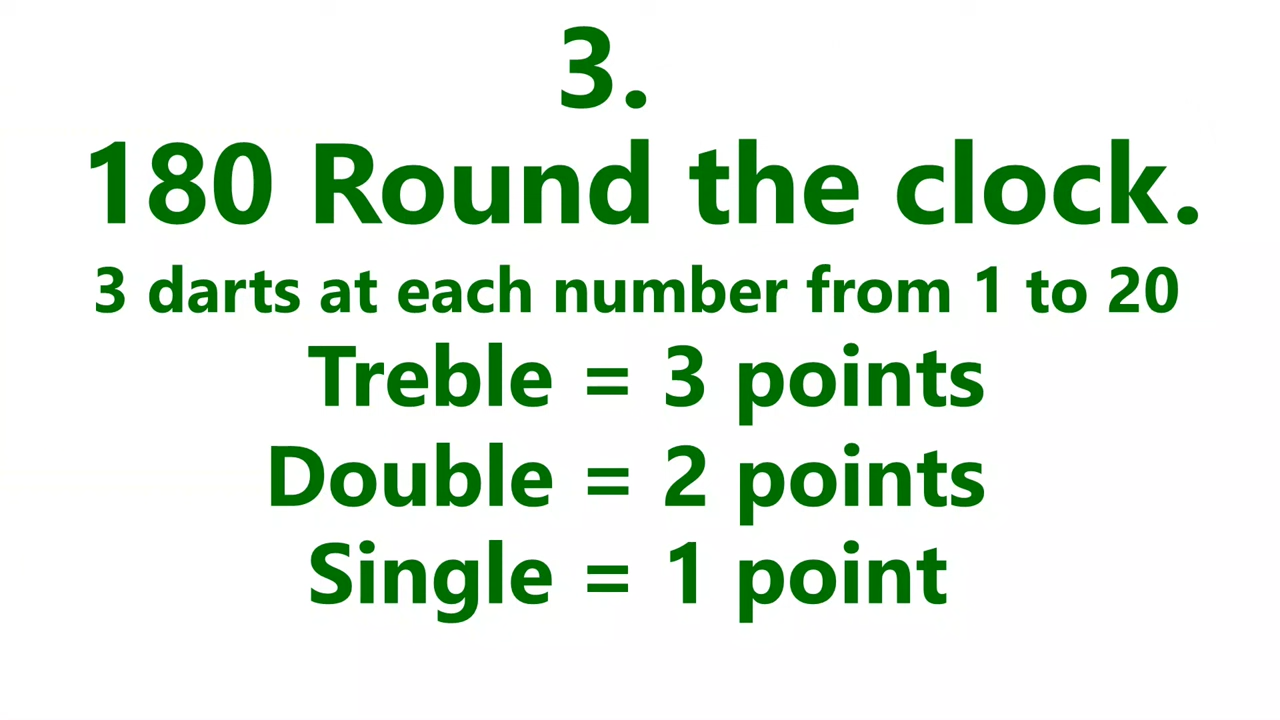 3.
180 Round the clock.
3 darts at each number from 1 to 20
Treble = 3 points
Double = 2 points
Single = 1 point